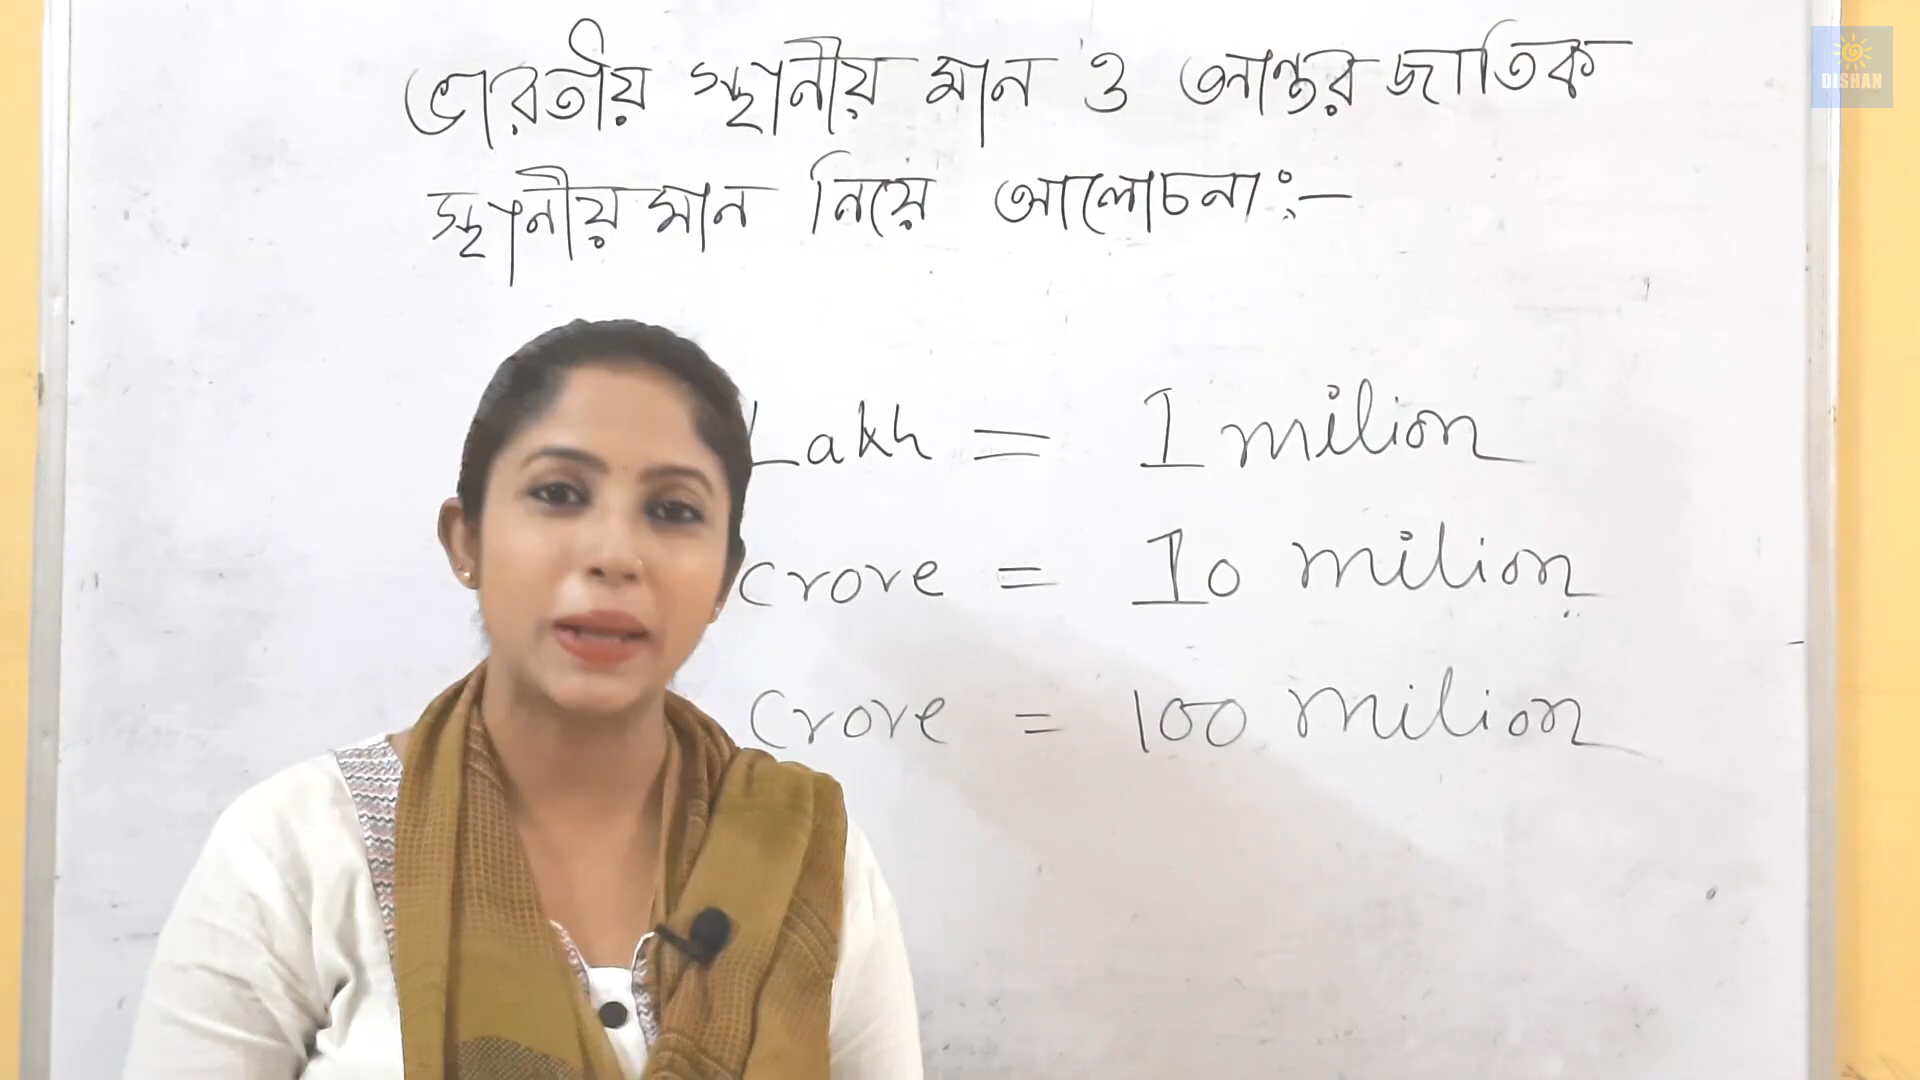 ভারতীয় স্থানীয় মান ও আন্তর জাতিক
স্থানীয় মান নিয়ে আলোচনা:-
Lakh = 1 milion
crore = 10 milion
crore = 100 milion
DISHAN